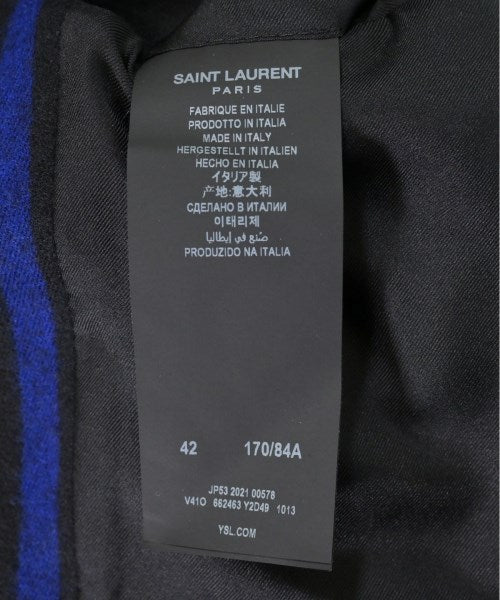 SAINT LAURENT
PARIS
FABRIQUE EN ITALIE
PRODOTTO IN ITALIA
MADE IN ITALY
HERGESTELLT IN ITALIEN
HECHO EN ITALIA
イタリア製
产地:意大利
СДЕЛАНО В ИТАЛИИ
이태리제
صنع في إيطاليا
PRODUZIDO NA ITALIA
42 170/84A
JP53 2021 00578
V41O 662463 Y2D49 1013
YSL.COM